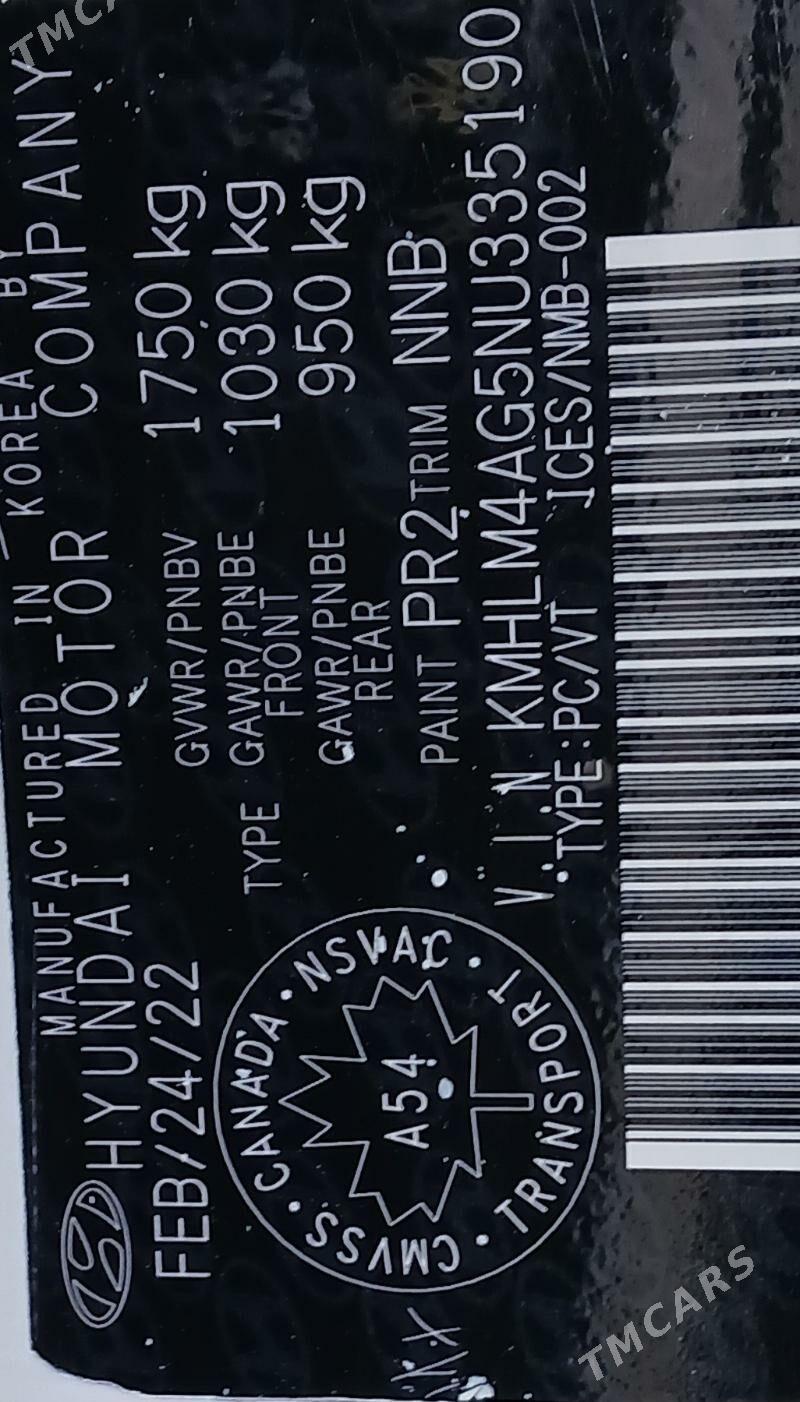 MANUFACTURED IN KOREA BY
HYUNDAI MOTOR COMPANY
FEB/24/22
GVWR/PNBV 1750 kg
TYPE GAWR/PNBE FRONT 1030 kg
GAWR/PNBE REAR 950 kg
PAINT PR2 TRIM NNB
V.I.N KMHLM4AG5NU335190
TYPE:PC/VT ICES/NMB-002
CMVSS · CANADA · NSVAC · TRANSPORT ·
A54
TMCARS
TMCA